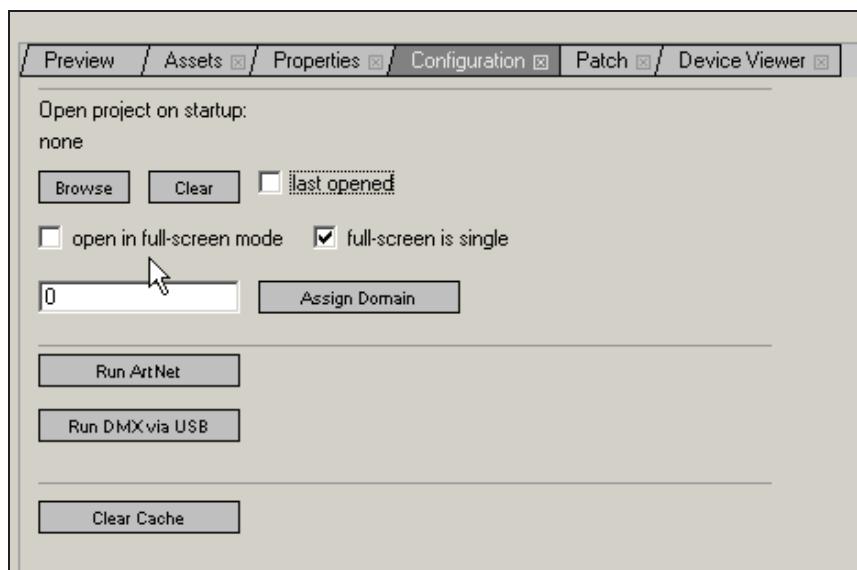 Preview Assets Properties Configuration Patch Device Viewer
Open project on startup:
none
Browse Clear last opened
open in full-screen mode full-screen is single
0 Assign Domain
Run ArtNet
Run DMX via USB
Clear Cache